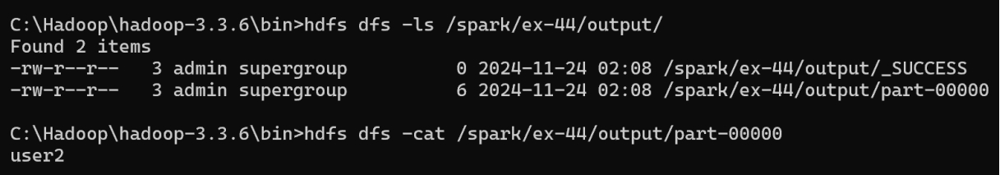 C:\Hadoop\hadoop-3.3.6\bin>hdfs dfs -ls /spark/ex-44/output/
Found 2 items
-rw-r--r--   3 admin supergroup          0 2024-11-24 02:08 /spark/ex-44/output/_SUCCESS
-rw-r--r--   3 admin supergroup          6 2024-11-24 02:08 /spark/ex-44/output/part-00000
C:\Hadoop\hadoop-3.3.6\bin>hdfs dfs -cat /spark/ex-44/output/part-00000
user2